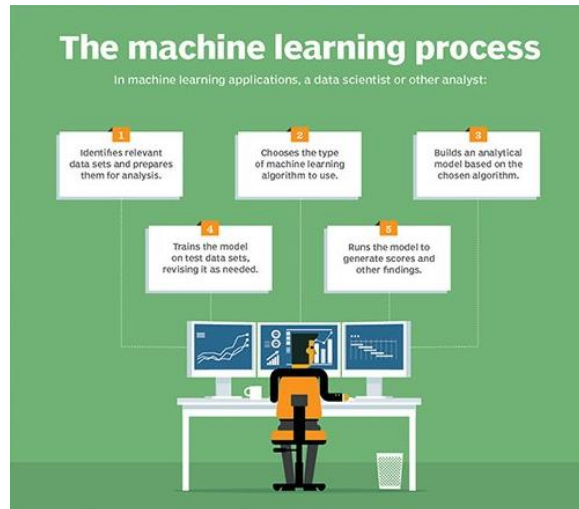 The machine learning process
In machine learning applications, a data scientist or other analyst:
1
Identifies relevant
data sets and prepares
them for analysis.
2
Chooses the type
of machine learning
algorithm to use.
3
Builds an analytical
model based on the
chosen algorithm.
4
Trains the model
on test data sets,
revising it as needed.
5
Runs the model to
generate scores and
other findings.